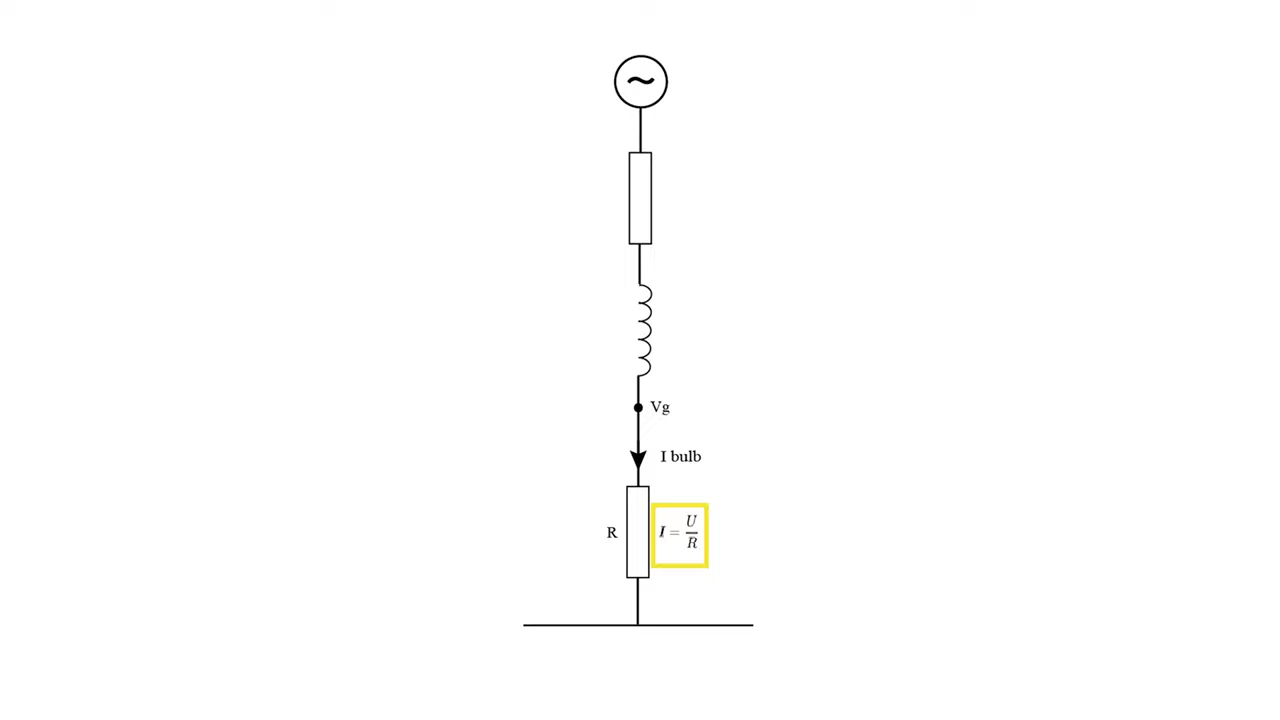 ~
Vg
I bulb
R
I = U/R